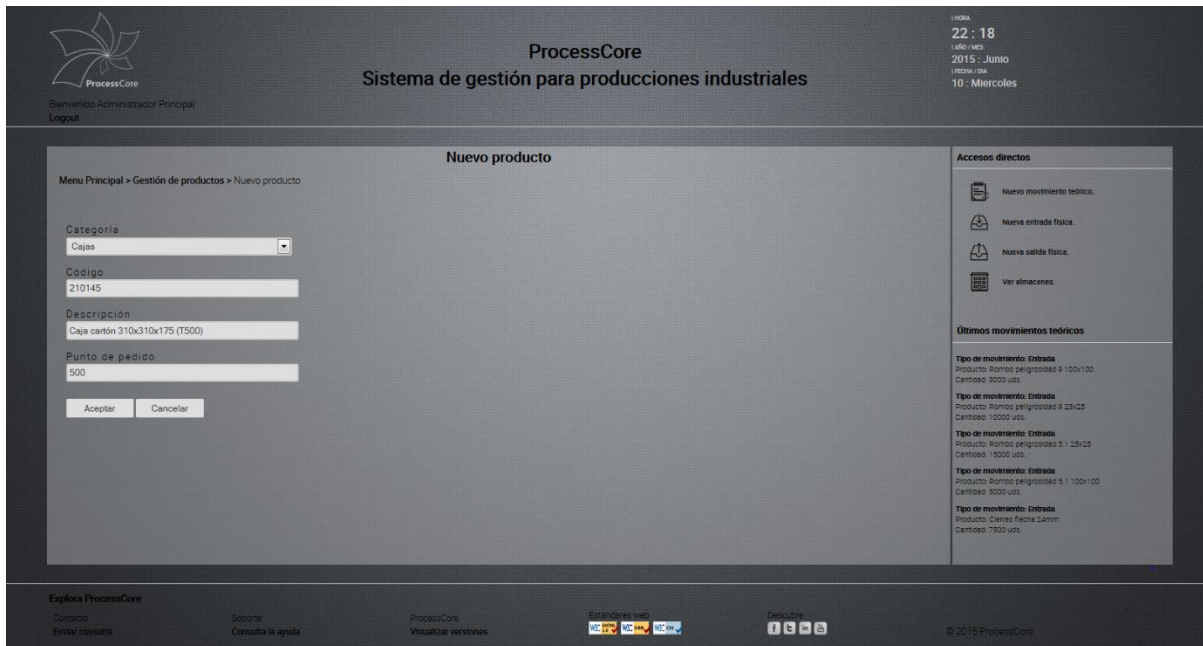 ProcessCore
Bienvenido Administrador Principal
Logout
ProcessCore
Sistema de gestión para producciones industriales
| HORA
22 : 18
| AÑO / MES
2015 : Junio
| FECHA / DIA
10 : Miercoles
Nuevo producto
Menu Principal > Gestión de productos > Nuevo producto
Categoría
Cajas
Código
210145
Descripción
Caja cartón 310x310x175 (T500)
Punto de pedido
500
Aceptar
Cancelar
Accesos directos
Nuevo movimiento teórico.
Nueva entrada física.
Nueva salida física.
Ver almacenes.
Últimos movimientos teóricos
Tipo de movimiento: Entrada
Producto: Rombo peligrosidad 9 100x100
Cantidad: 3000 uds.
Tipo de movimiento: Entrada
Producto: Rombo peligrosidad 9 25x25
Cantidad: 10000 uds.
Tipo de movimiento: Entrada
Producto: Rombo peligrosidad 5.1 25x25
Cantidad: 15000 uds.
Tipo de movimiento: Entrada
Producto: Rombo peligrosidad 5.1 100x100
Cantidad: 5000 uds.
Tipo de movimiento: Entrada
Producto: Cierres flecha 24mm
Cantidad: 7500 uds.
Explora ProcessCore
Contacto
Enviar consulta
Soporte
Consulta la ayuda
ProcessCore
Visualizar versiones
Estándares web
W3C
W3C
W3C CSS
Descubre
© 2015 ProcessCore